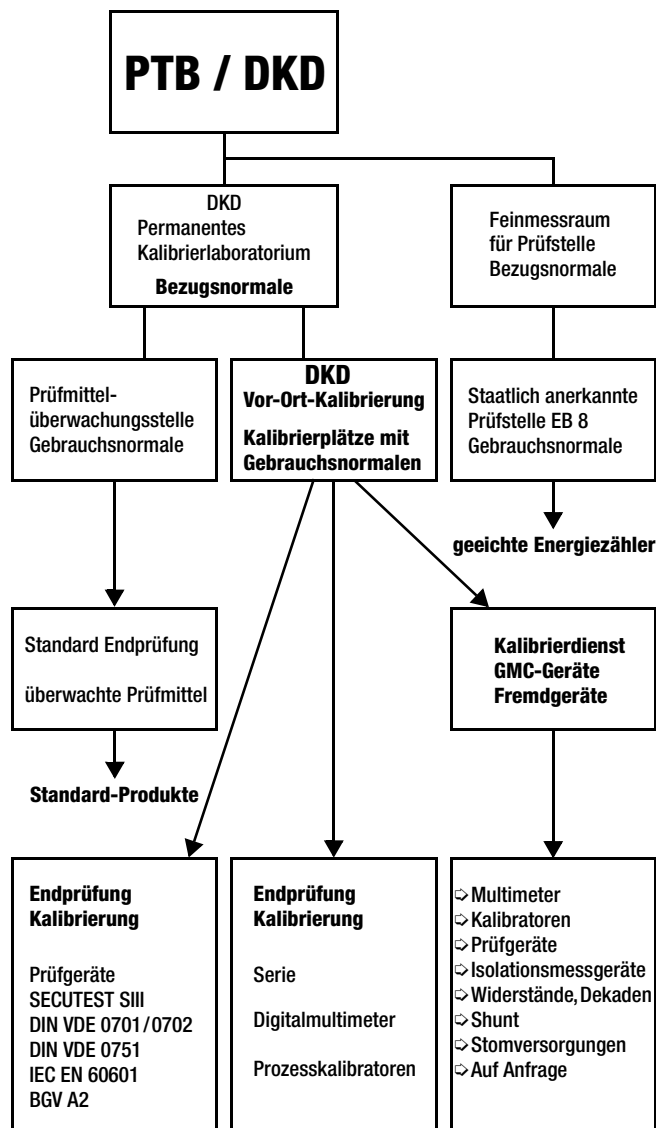 PTB / DKD
DKD
Permanentes
Kalibrierlaboratorium
Bezugsnormale
Feinmessraum
für Prüfstelle
Bezugsnormale
Prüfmittel-
überwachungsstelle
Gebrauchsnormale
DKD
Vor-Ort-Kalibrierung
Kalibrierplätze mit
Gebrauchsnormalen
Staatlich anerkannte
Prüfstelle EB 8
Gebrauchsnormale
geeichte Energiezähler
Standard Endprüfung
überwachte Prüfmittel
Kalibrierdienst
GMC-Geräte
Fremdgeräte
Standard-Produkte
Endprüfung
Kalibrierung
Prüfgeräte
SECUTEST SIII
DIN VDE 0701/0702
DIN VDE 0751
IEC EN 60601
BGV A2
Endprüfung
Kalibrierung
Serie
Digitalmultimeter
Prozesskalibratoren
➪ Multimeter
➪ Kalibratoren
➪ Prüfgeräte
➪ Isolationsmessgeräte
➪ Widerstände, Dekaden
➪ Shunt
➪ Stomversorgungen
➪ Auf Anfrage